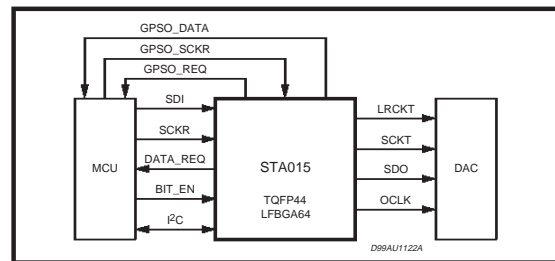 GPSO_DATA
GPSO_SCKR
GPSO_REQ
SDI
SCKR
DATA_REQ
BIT_EN
I²C
MCU
STA015
TQFP44
LFBGA64
LRCKT
SCKT
SDO
OCLK
DAC
D99AU1122A